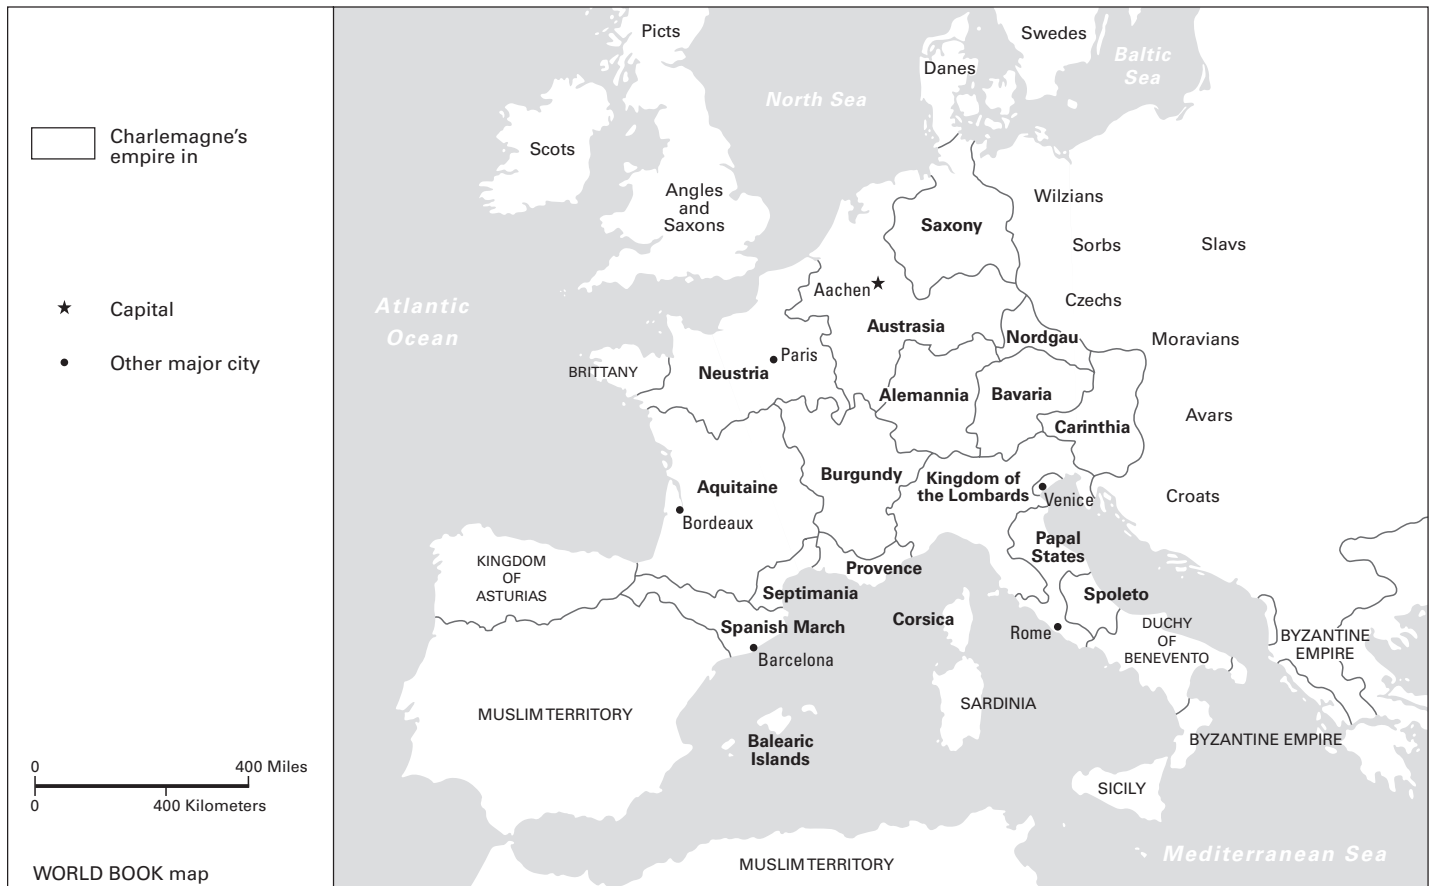 Charlemagne's
empire in
Capital
Other major city
0
400 Miles
0
400 Kilometers
WORLD BOOK map
Picts
Swedes
Baltic
Sea
Danes
North Sea
Scots
Angles
and
Saxons
Wilzians
Saxony
Sorbs
Slavs
Atlantic
Ocean
Aachen
Czechs
Austrasia
Nordgau
Moravians
Paris
Neustria
BRITTANY
Alemannia
Bavaria
Avars
Carinthia
Aquitaine
Burgundy
Kingdom of
the Lombards
Venice
Croats
Bordeaux
Papal
States
KINGDOM
OF
ASTURIAS
Provence
Septimania
Spoleto
Corsica
Spanish March
Rome
DUCHY
OF
BENEVENTO
BYZANTINE
EMPIRE
Barcelona
MUSLIM TERRITORY
SARDINIA
Balearic
Islands
BYZANTINE EMPIRE
SICILY
MUSLIM TERRITORY
Mediterranean Sea